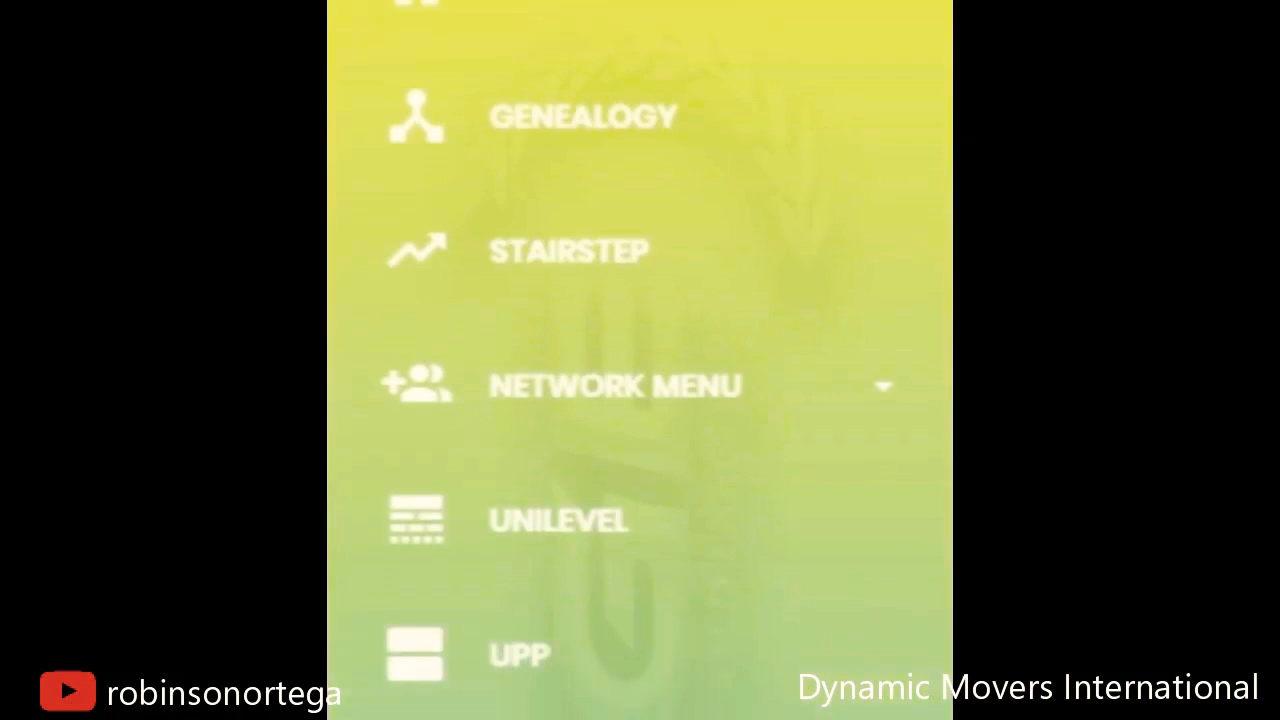 GENEALOGY
STAIRSTEP
NETWORK MENU
UNILEVEL
UPP
robinsonortega
Dynamic Movers International